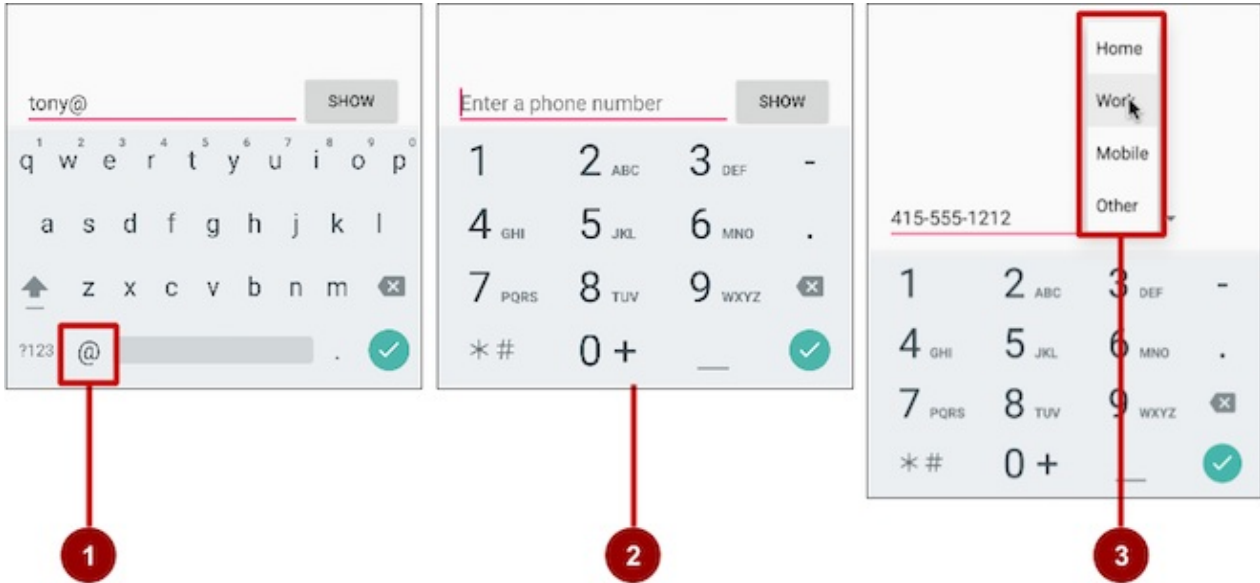 tony@
SHOW
1 2 3 4 5 6 7 8 9 0
q w e r t y u i o p
a s d f g h j k l
z x c v b n m
?123 @ .
1
Enter a phone number
SHOW
1 2 ABC 3 DEF -
4 GHI 5 JKL 6 MNO .
7 PQRS 8 TUV 9 WXYZ
*# 0 + _
2
Home
Work
Mobile
Other
415-555-1212
1 2 ABC 3 DEF -
4 GHI 5 JKL 6 MNO .
7 PQRS 8 TUV 9 WXYZ
*# 0 + _
3